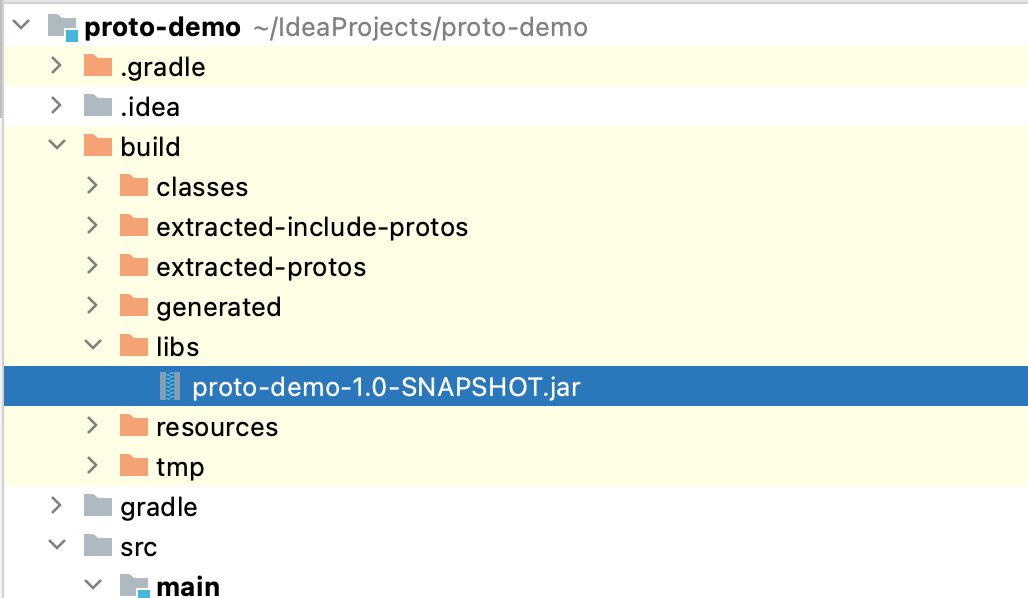 proto-demo ~/IdeaProjects/proto-demo
.gradle
.idea
build
classes
extracted-include-protos
extracted-protos
generated
libs
proto-demo-1.0-SNAPSHOT.jar
resources
tmp
gradle
src
main